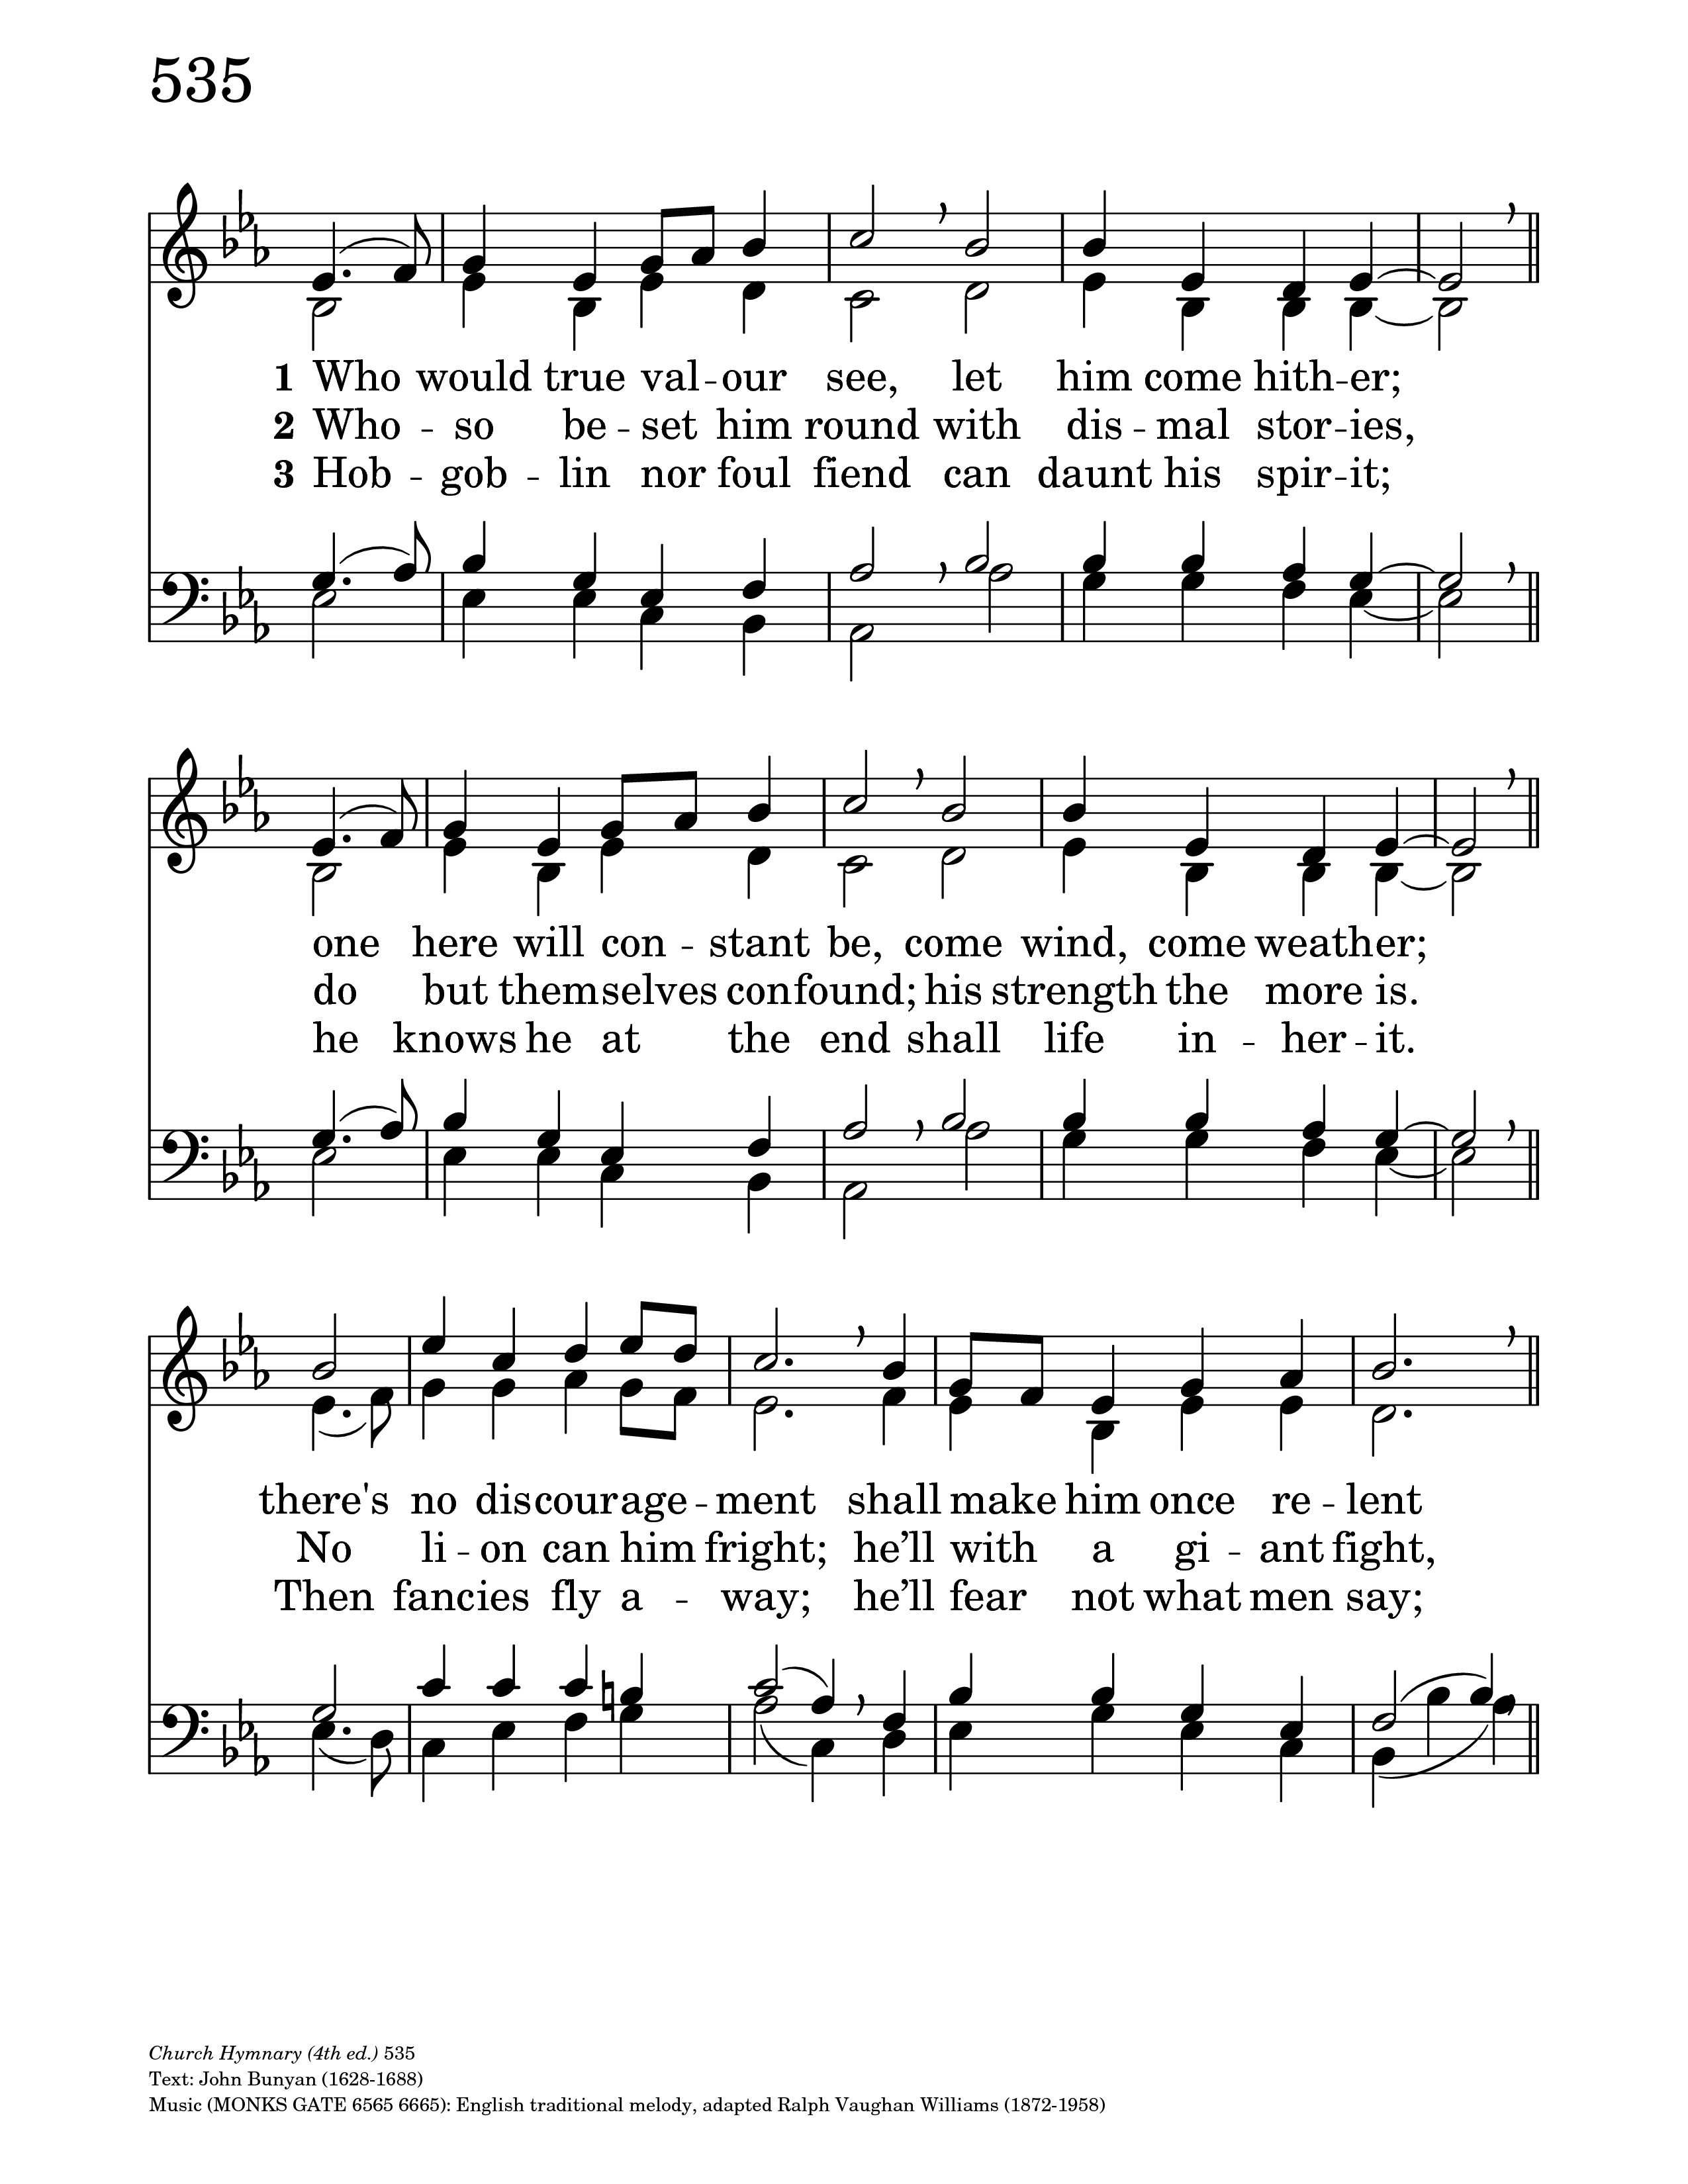 535
1 Who would true val - our see, let him come hith - er;
2 Who - so be - set him round with dis - mal stor - ies,
3 Hob - gob - lin nor foul fiend can daunt his spir - it;
one here will con - stant be, come wind, come weather;
do but themselves confound; his strength the more is.
he knows he at the end shall life in - her - it.
there's no discourage - ment shall make him once re - lent
No li - on can him fright; he’ll with a gi - ant fight,
Then fancies fly a - way; he’ll fear not what men say;
Church Hymnary (4th ed.) 535
Text: John Bunyan (1628-1688)
Music (MONKS GATE 6565 6665): English traditional melody, adapted Ralph Vaughan Williams (1872-1958)